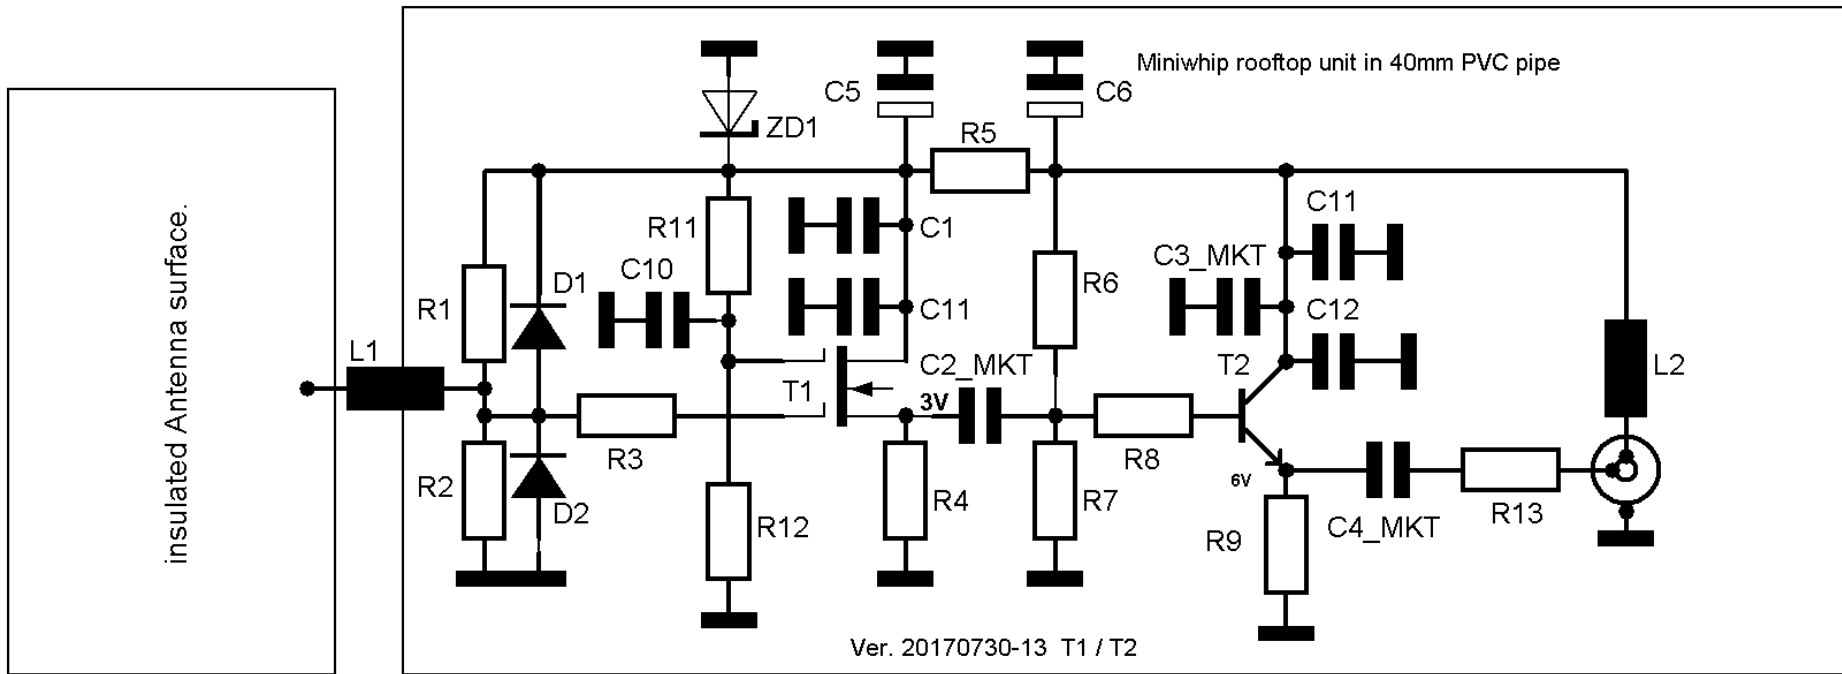 Miniwhip rooftop unit in 40mm PVC pipe
C5
C6
ZD1
R5
insulated Antenna surface.
R11
C1
C11
C10
C3_MKT
D1
R1
C11
R6
C12
L1
T1
C2_MKT
T2
L2
3V
R3
R8
R2
D2
R12
R4
R7
6V
R9
C4_MKT
R13
Ver. 20170730-13 T1 / T2